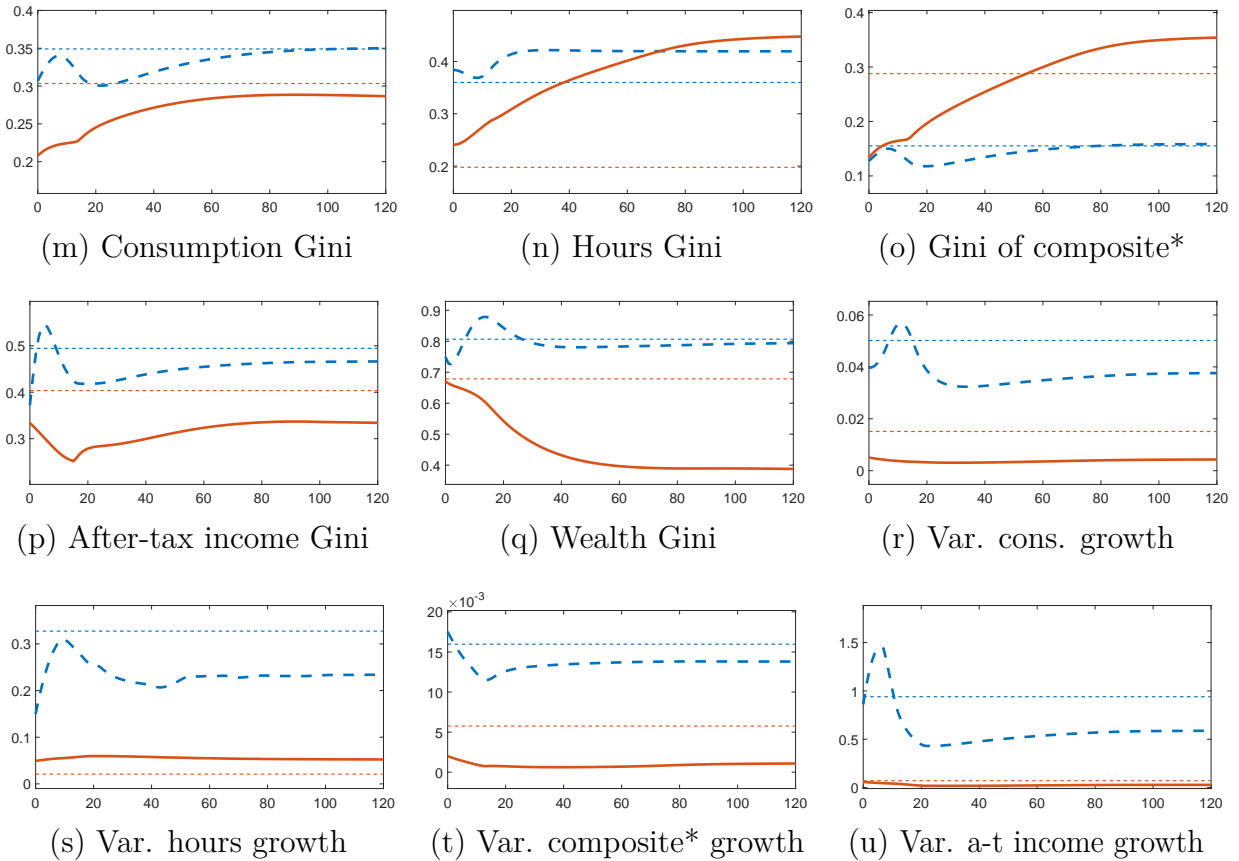 0.4 0.35 0.3 0.25 0.2
0 20 40 60 80 100 120
(m) Consumption Gini
0.4 0.3 0.2
0 20 40 60 80 100 120
(n) Hours Gini
0.4 0.3 0.2 0.1
0 20 40 60 80 100 120
(o) Gini of composite*
0.5 0.4 0.3
0 20 40 60 80 100 120
(p) After-tax income Gini
0.9 0.8 0.7 0.6 0.5 0.4
0 20 40 60 80 100 120
(q) Wealth Gini
0.06 0.04 0.02 0
0 20 40 60 80 100 120
(r) Var. cons. growth
0.3 0.2 0.1 0
0 20 40 60 80 100 120
(s) Var. hours growth
×10⁻³
20 15 10 5 0
0 20 40 60 80 100 120
(t) Var. composite* growth
1.5 1 0.5 0
0 20 40 60 80 100 120
(u) Var. a-t income growth